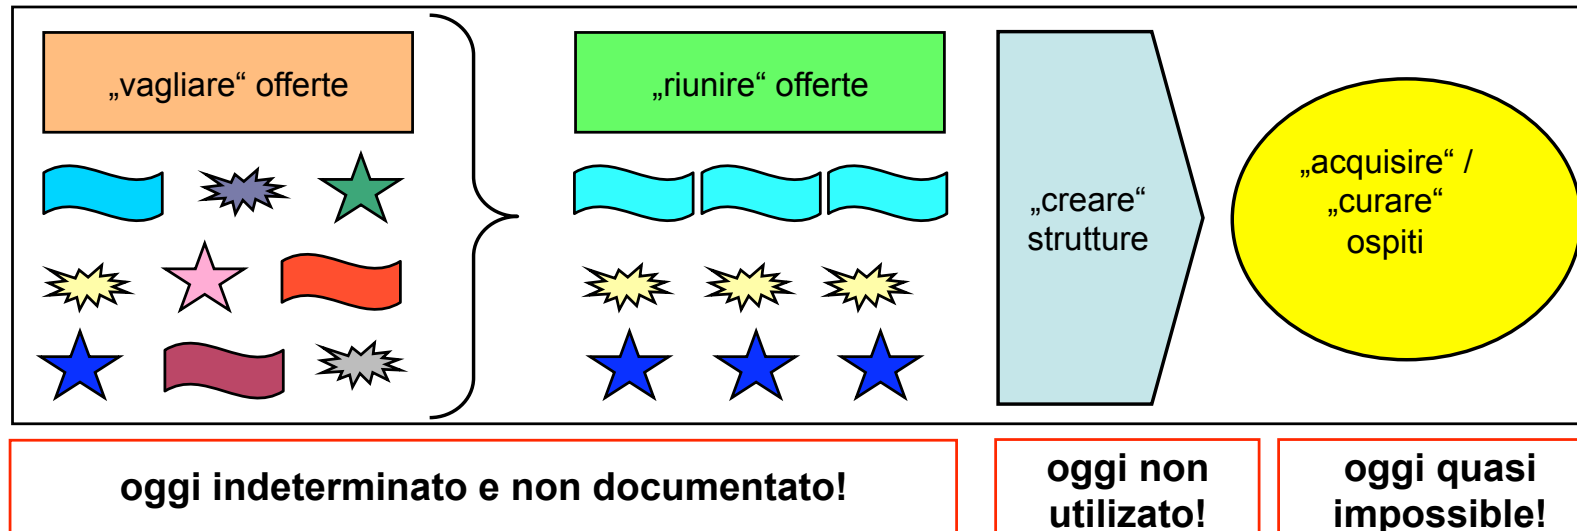 „vagliare“ offerte
„riunire“ offerte
„creare“
strutture
„acquisire“ /
„curare“
ospiti
oggi indeterminato e non documentato!
oggi non
utilizato!
oggi quasi
impossible!